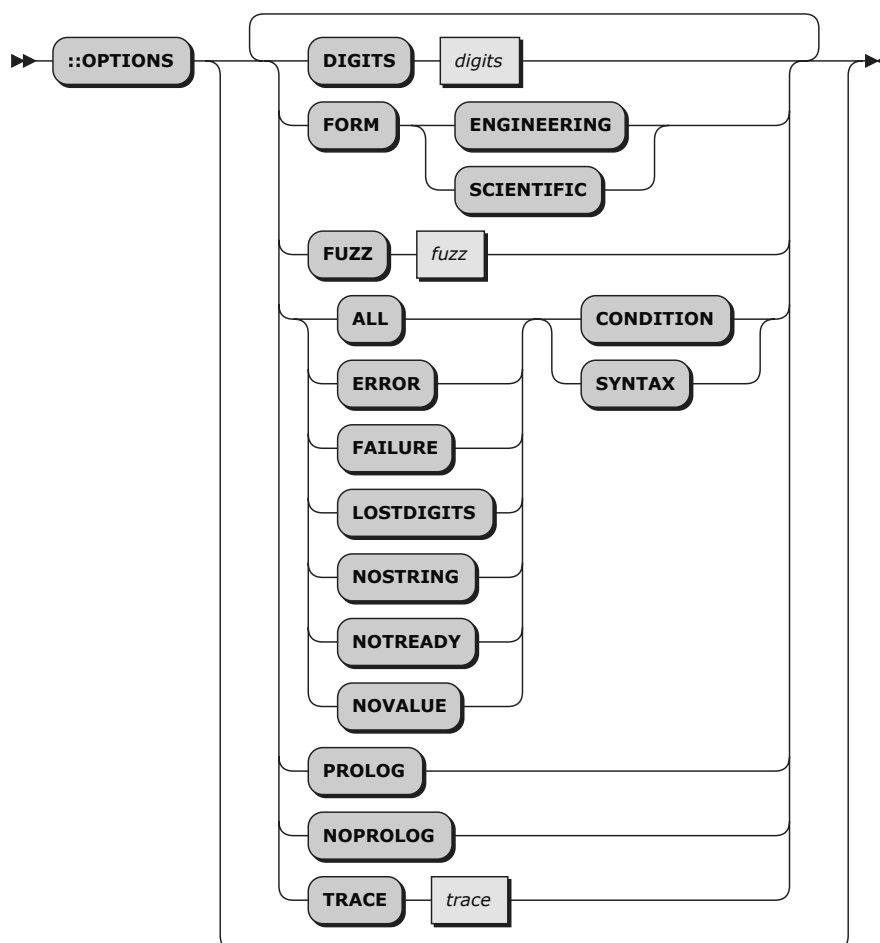 ::OPTIONS DIGITS digits
FORM ENGINEERING
SCIENTIFIC
FUZZ fuzz
ALL CONDITION
ERROR SYNTAX
FAILURE
LOSTDIGITS
NOSTRING
NOTREADY
NOVALUE
PROLOG
NOPROLOG
TRACE trace